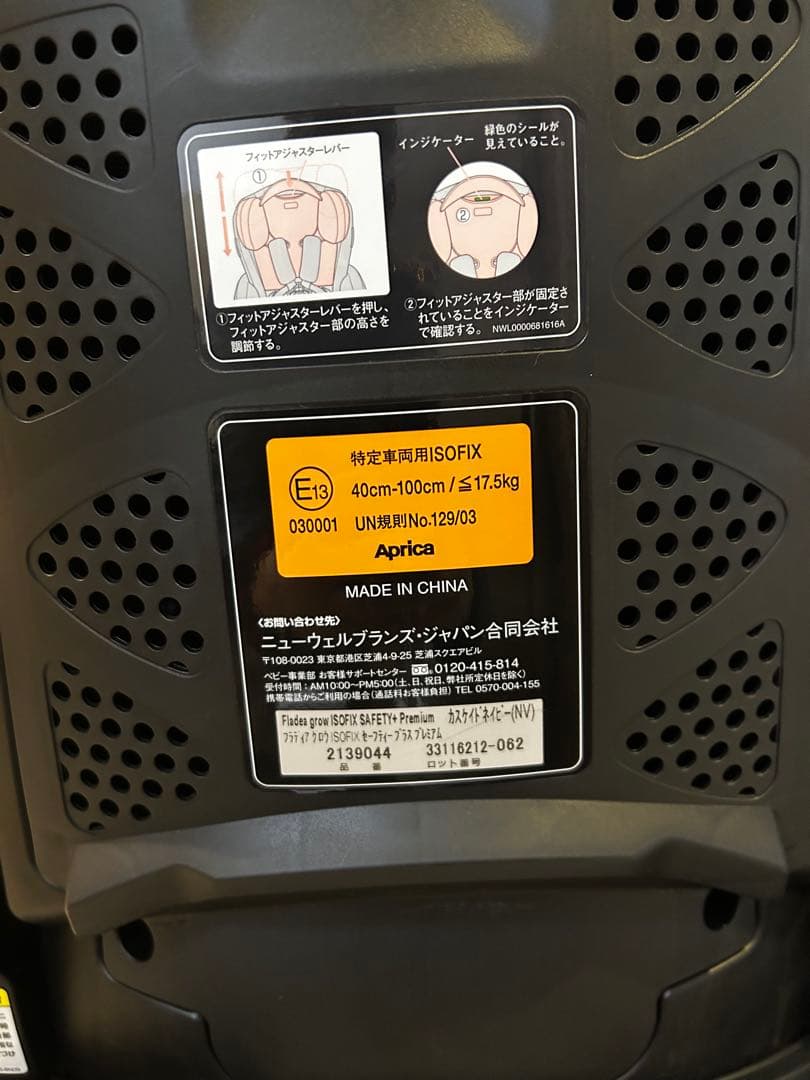 フィットアジャスターレバー
①
インジケーター
緑色のシールが
見えていること。
②
①フィットアジャスターレバーを押し、
フィットアジャスター部の高さを
調節する。
②フィットアジャスター部が固定さ
れていることをインジケーター
で確認する。 NWL0000681616A
特定車両用ISOFIX
E13
40cm-100cm / ≦17.5kg
030001 UN規則No.129/03
Aprica
MADE IN CHINA
〈お問い合わせ先〉
ニューウェルブランズ・ジャパン合同会社
〒108-0023 東京都港区芝浦4-9-25 芝浦スクエアビル
ベビー事業部 お客様サポートセンター 0120-415-814
受付時間:AM10:00～PM5:00(土、日、祝日、弊社所定休日を除く)
携帯電話からご利用の場合(通話料お客様負担) TEL 0570-004-155
Fladea grow ISOFIX SAFETY+ Premium カスケイドネイビー(NV)
フラディア グロウ ISOFIX セーフティープラス プレミアム
2139044 33116212-062
品 番 ロット番号